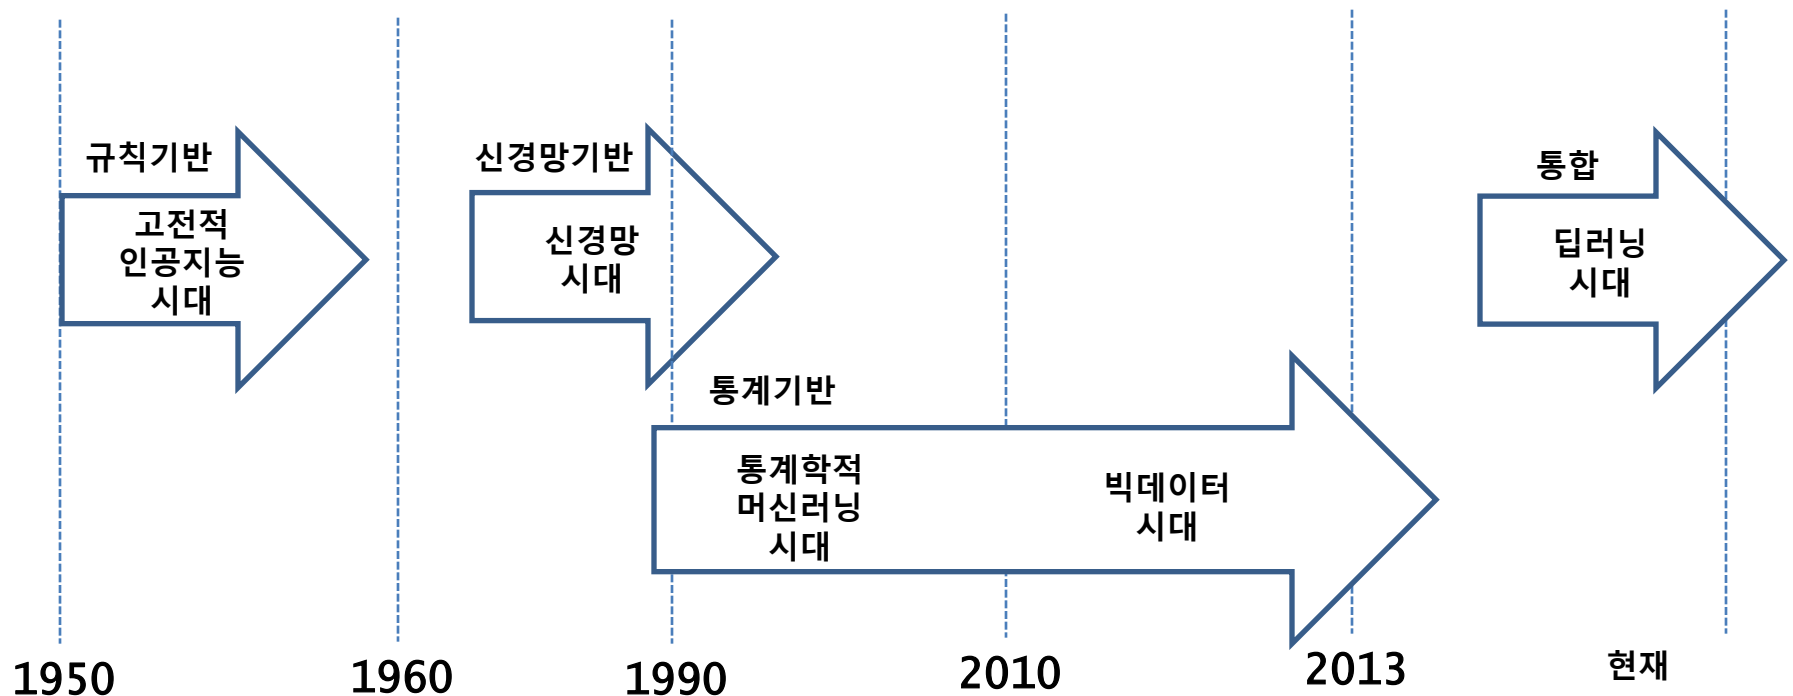 규칙기반
고전적
인공지능
시대
신경망기반
신경망
시대
통계기반
통계학적
머신러닝
시대
빅데이터
시대
통합
딥러닝
시대
1950
1960
1990
2010
2013
현재